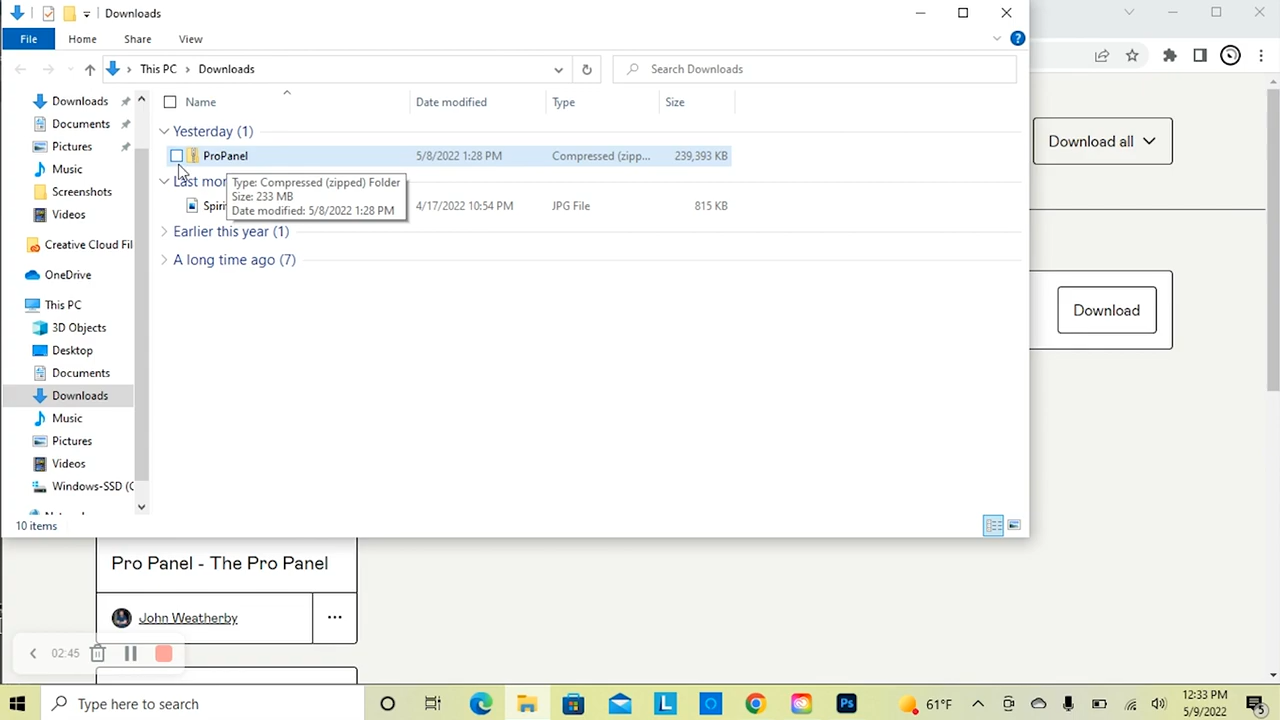 Downloads
File Home Share View
This PC › Downloads
Search Downloads
Name Date modified Type Size
Downloads
Documents
Pictures
Music
Screenshots
Videos
Creative Cloud Fil
OneDrive
This PC
3D Objects
Desktop
Documents
Downloads
Music
Pictures
Videos
Windows-SSD (C
Yesterday (1)
ProPanel 5/8/2022 1:28 PM Compressed (zipp... 239,393 KB
Last mon
Type: Compressed (zipped) Folder
Size: 233 MB
Date modified: 5/8/2022 1:28 PM
Spiri 4/17/2022 10:54 PM JPG File 815 KB
Earlier this year (1)
A long time ago (7)
10 items
Download all
Download
Pro Panel - The Pro Panel
John Weatherby
...
02:45
Type here to search
L
Ps
61°F
12:33 PM
5/9/2022
5